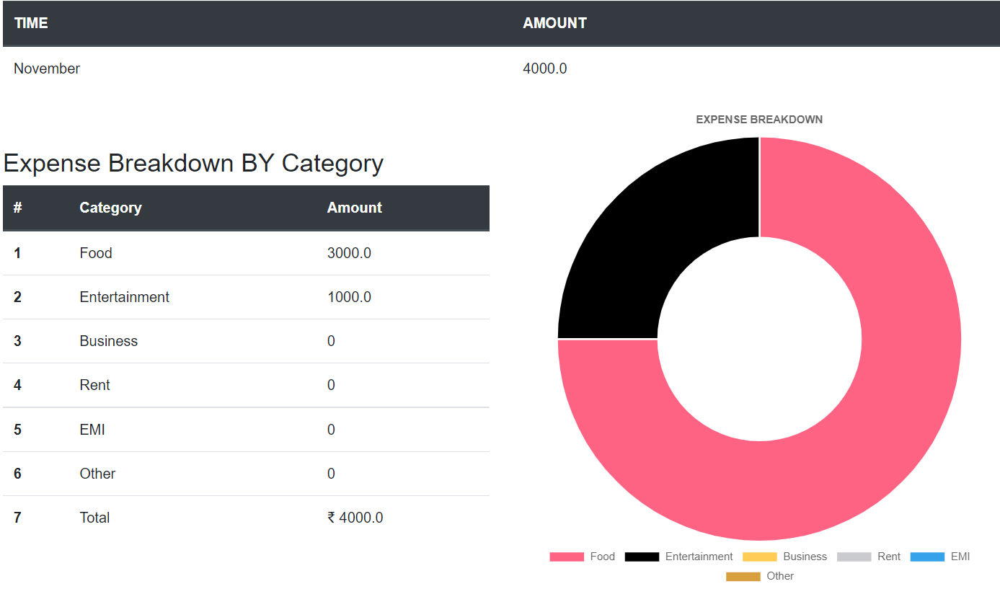 TIME AMOUNT
November 4000.0
EXPENSE BREAKDOWN
Expense Breakdown BY Category
# Category Amount
1 Food 3000.0
2 Entertainment 1000.0
3 Business 0
4 Rent 0
5 EMI 0
6 Other 0
7 Total ₹ 4000.0
Food Entertainment Business Rent EMI
Other